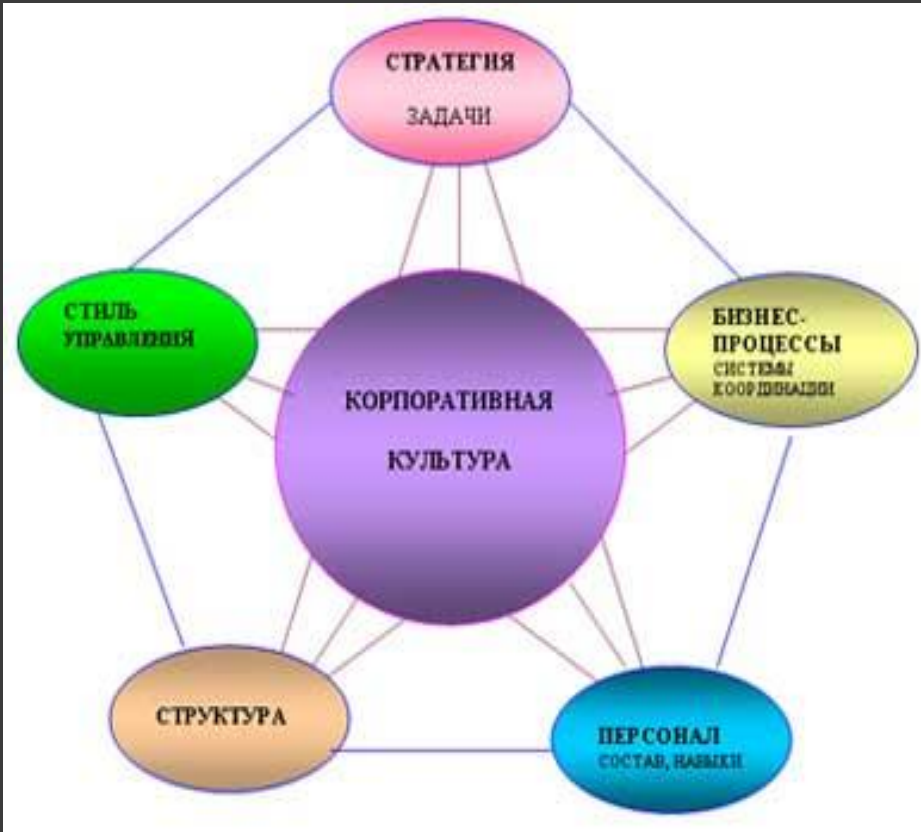 СТРАТЕГИЯ
ЗАДАЧИ
СТИЛЬ
УПРАВЛЕНИЯ
БИЗНЕС-
ПРОЦЕССЫ
СИСТЕМЫ
КООРДИНАЦИИ
КОРПОРАТИВНАЯ
КУЛЬТУРА
СТРУКТУРА
ПЕРСОНАЛ
СОСТАВ, НАВЫКИ